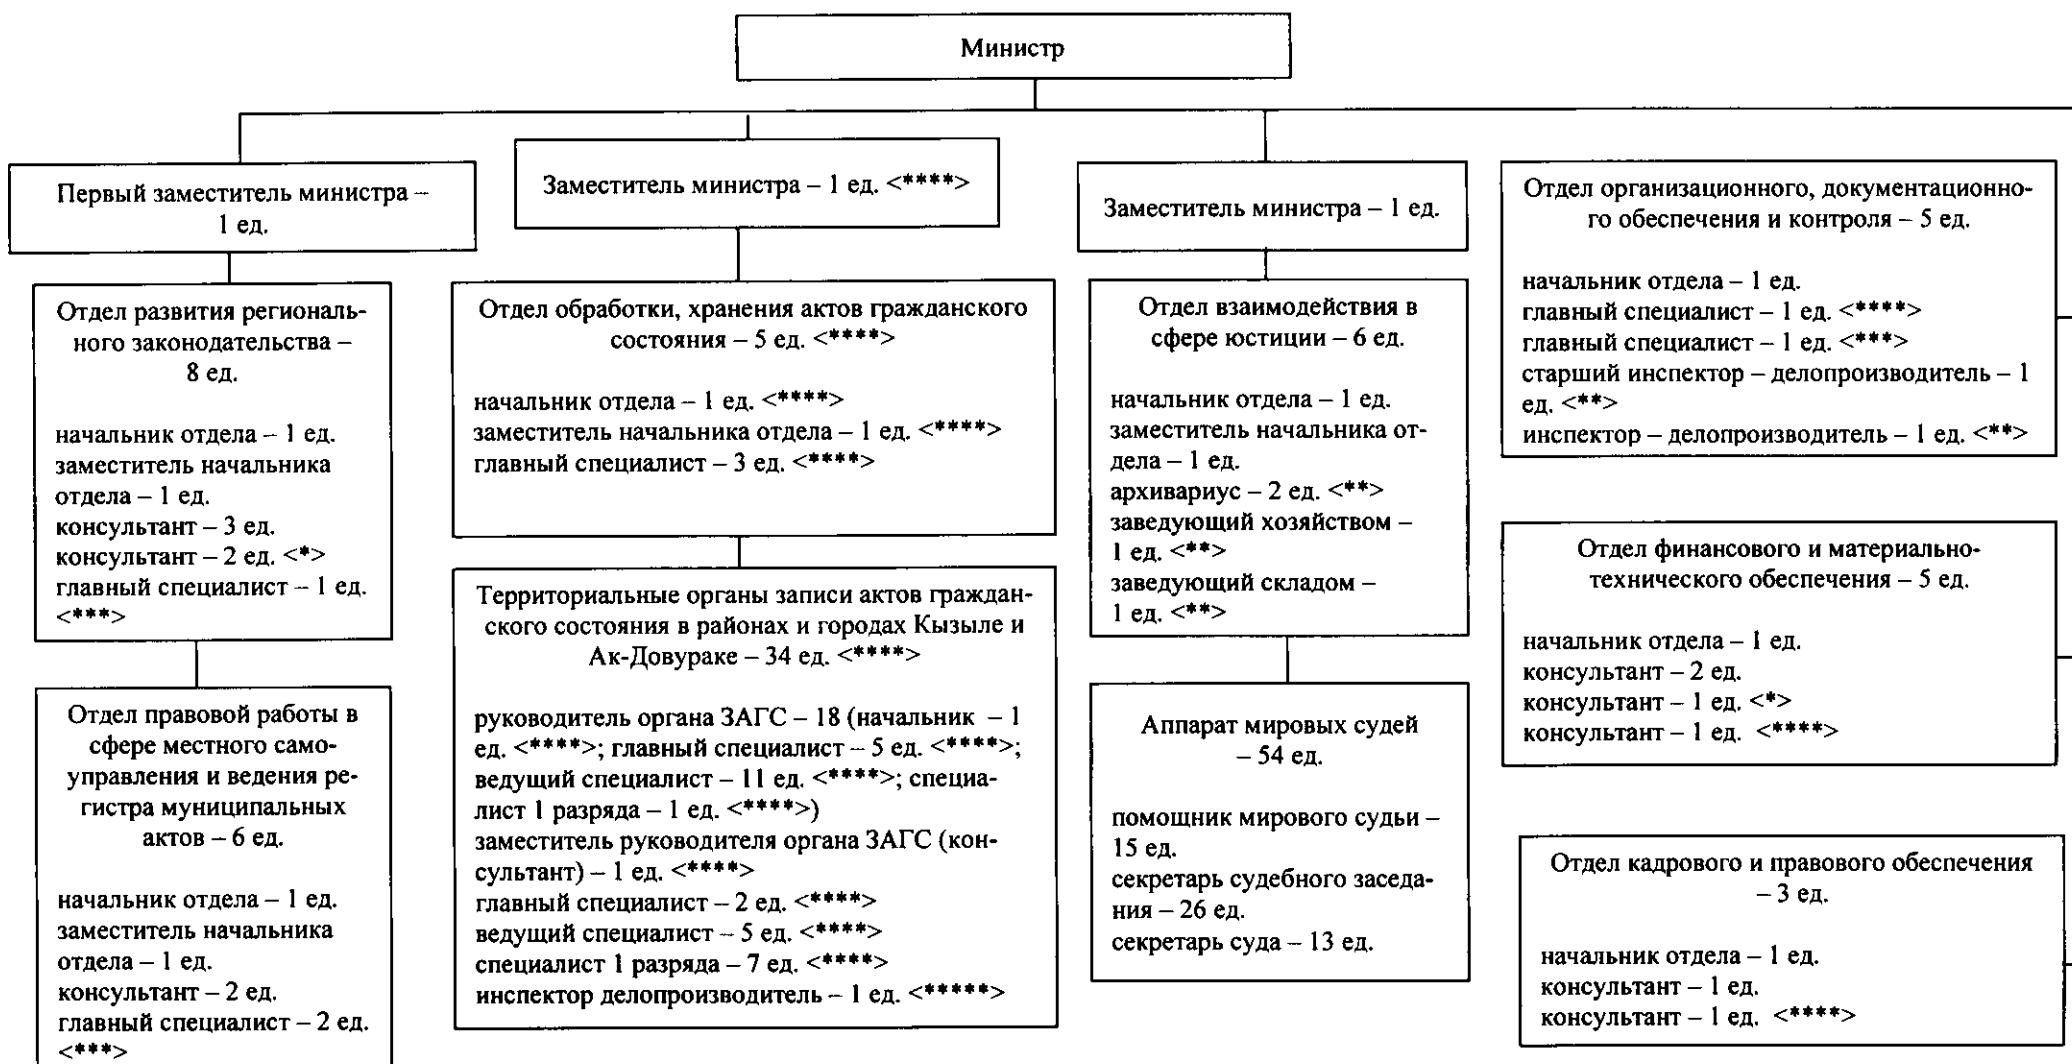 Министр
Первый заместитель министра –
1 ед.
Заместитель министра – 1 ед. <****>
Заместитель министра – 1 ед.
Отдел организационного, документационно-
го обеспечения и контроля – 5 ед.
начальник отдела – 1 ед.
главный специалист – 1 ед. <****>
главный специалист – 1 ед. <***>
старший инспектор – делопроизводитель – 1
ед. <**>
инспектор – делопроизводитель – 1 ед. <**>
Отдел развития региональ-
ного законодательства –
8 ед.
начальник отдела – 1 ед.
заместитель начальника
отдела – 1 ед.
консультант – 3 ед.
консультант – 2 ед. <*>
главный специалист – 1 ед.
<***>
Отдел обработки, хранения актов гражданского
состояния – 5 ед. <****>
начальник отдела – 1 ед. <****>
заместитель начальника отдела – 1 ед. <****>
главный специалист – 3 ед. <****>
Отдел взаимодействия в
сфере юстиции – 6 ед.
начальник отдела – 1 ед.
заместитель начальника от-
дела – 1 ед.
архивариус – 2 ед. <**>
заведующий хозяйством –
1 ед. <**>
заведующий складом –
1 ед. <**>
Отдел финансового и материально-
технического обеспечения – 5 ед.
начальник отдела – 1 ед.
консультант – 2 ед.
консультант – 1 ед. <*>
консультант – 1 ед. <****>
Отдел правовой работы в
сфере местного само-
управления и ведения ре-
гистра муниципальных
актов – 6 ед.
начальник отдела – 1 ед.
заместитель начальника
отдела – 1 ед.
консультант – 2 ед.
главный специалист – 2 ед.
<***>
Территориальные органы записи актов граждан-
ского состояния в районах и городах Кызыле и
Ак-Довураке – 34 ед. <****>
руководитель органа ЗАГС – 18 (начальник – 1
ед. <****>; главный специалист – 5 ед. <****>;
ведущий специалист – 11 ед. <****>; специа-
лист 1 разряда – 1 ед. <****>)
заместитель руководителя органа ЗАГС (кон-
сультант) – 1 ед. <****>
главный специалист – 2 ед. <****>
ведущий специалист – 5 ед. <****>
специалист 1 разряда – 7 ед. <****>
инспектор делопроизводитель – 1 ед. <*****>
Аппарат мировых судей
– 54 ед.
помощник мирового судьи –
15 ед.
секретарь судебного заседа-
ния – 26 ед.
секретарь суда – 13 ед.
Отдел кадрового и правового обеспечения
– 3 ед.
начальник отдела – 1 ед.
консультант – 1 ед.
консультант – 1 ед. <****>